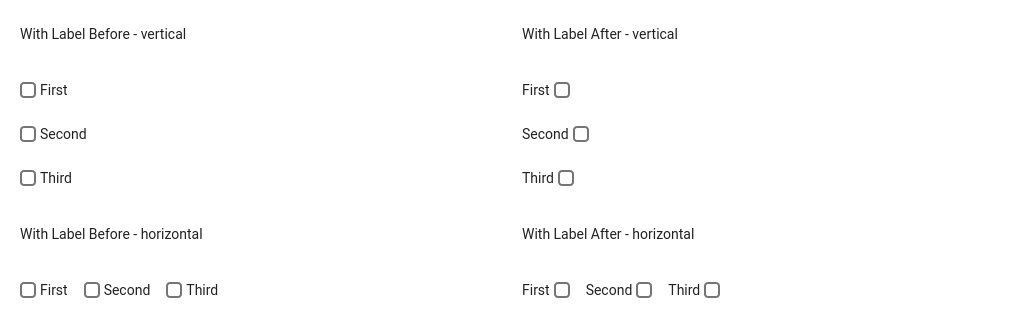 With Label Before - vertical
First
Second
Third
With Label Before - horizontal
First Second Third
With Label After - vertical
First
Second
Third
With Label After - horizontal
First Second Third